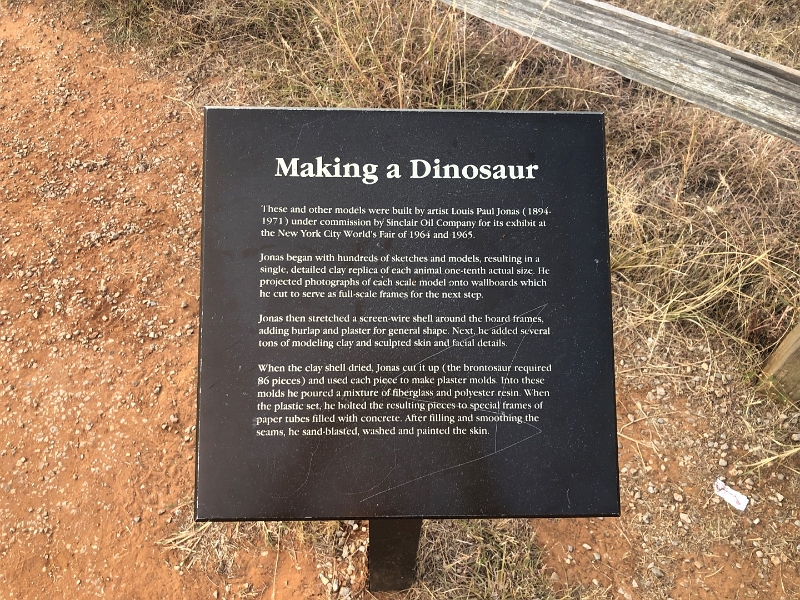 Making a Dinosaur
These and other models were built by artist Louis Paul Jonas (1894-
1971) under commission by Sinclair Oil Company for its exhibit at
the New York City World's Fair of 1964 and 1965.
Jonas began with hundreds of sketches and models, resulting in a
single, detailed clay replica of each animal one-tenth actual size. He
projected photographs of each scale model onto wallboards which
he cut to serve as full-scale frames for the next step.
Jonas then stretched a screen-wire shell around the board frames,
adding burlap and plaster for general shape. Next, he added several
tons of modeling clay and sculpted skin and facial details.
When the clay shell dried, Jonas cut it up (the brontosaur required
86 pieces) and used each piece to make plaster molds. Into these
molds he poured a mixture of fiberglass and polyester resin. When
the plastic set, he bolted the resulting pieces to special frames of
paper tubes filled with concrete. After filling and smoothing the
seams, he sand-blasted, washed and painted the skin.